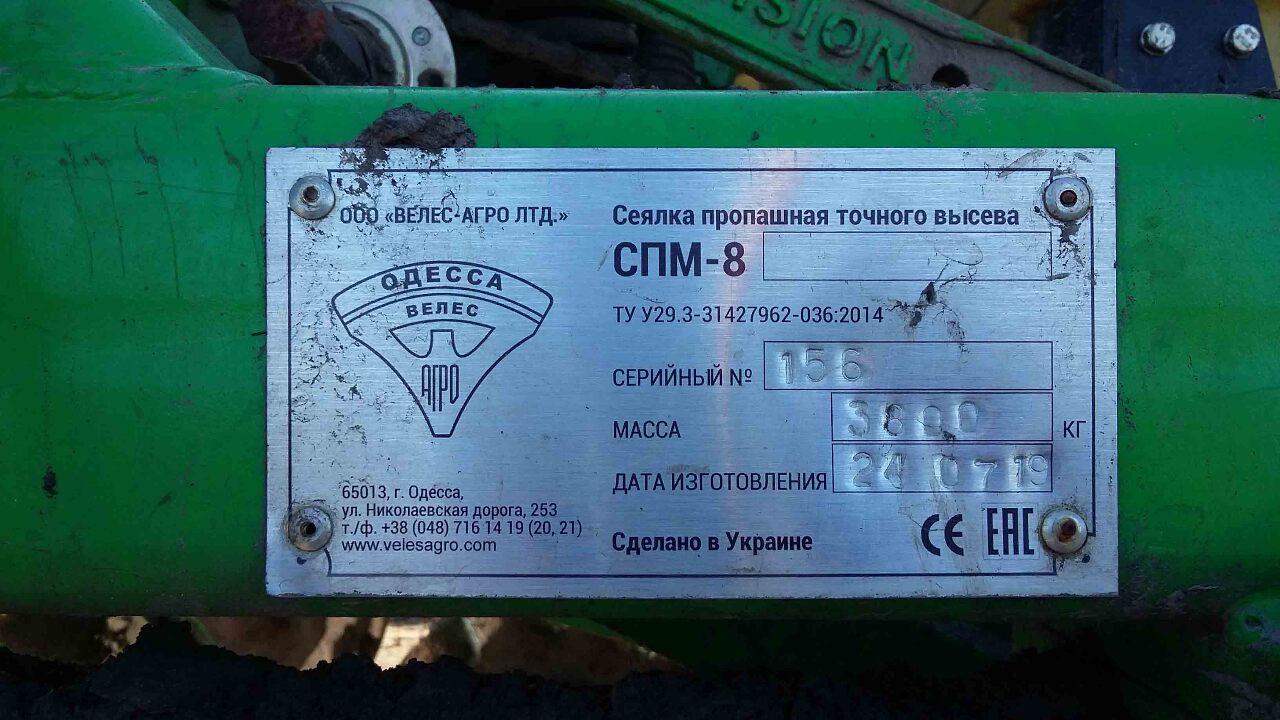 ISION
ООО «ВЕЛЕС-АГРО ЛТД.»
ОДЕССА
ВЕЛЕС
АГРО
65013, г. Одесса,
ул. Николаевская дорога, 253
т./ф. +38 (048) 716 14 19 (20, 21)
www.velesagro.com
Сеялка пропашная точного высева
СПМ-8
ТУ У29.3-31427962-036:2014
СЕРИЙНЫЙ № 156
МАССА 3800 КГ
ДАТА ИЗГОТОВЛЕНИЯ 24 07 19
Сделано в Украине CE EAC